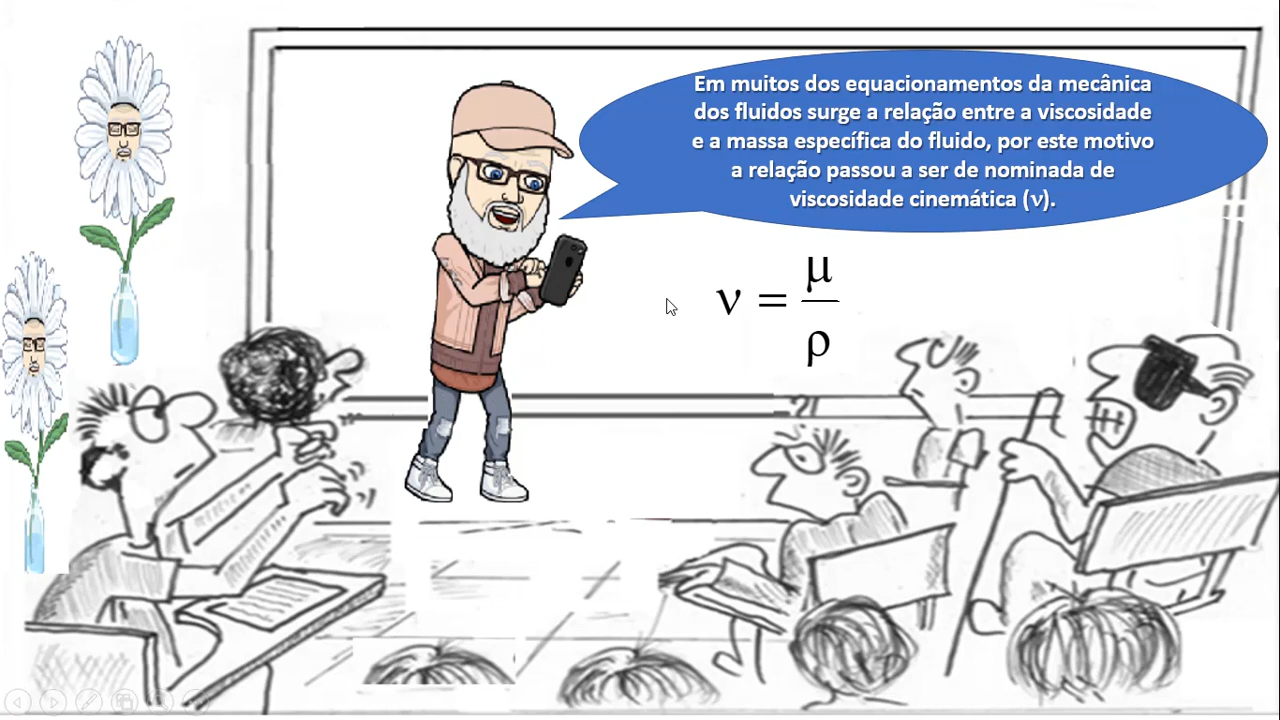 Em muitos dos equacionamentos da mecânica
dos fluidos surge a relação entre a viscosidade
e a massa específica do fluido, por este motivo
a relação passou a ser de nominada de
viscosidade cinemática (ν).
ν = μ / ρ